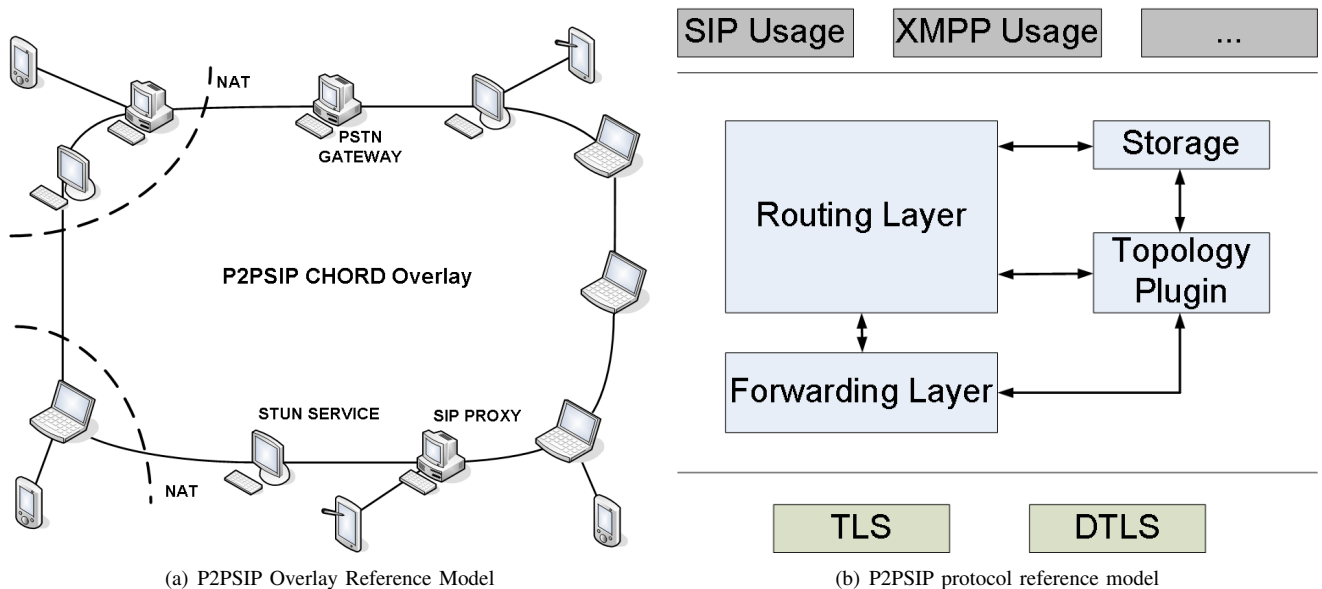 NAT
PSTN
GATEWAY
P2PSIP CHORD Overlay
STUN SERVICE
SIP PROXY
NAT
(a) P2PSIP Overlay Reference Model
SIP Usage
XMPP Usage
...
Routing Layer
Storage
Topology
Plugin
Forwarding Layer
TLS
DTLS
(b) P2PSIP protocol reference model